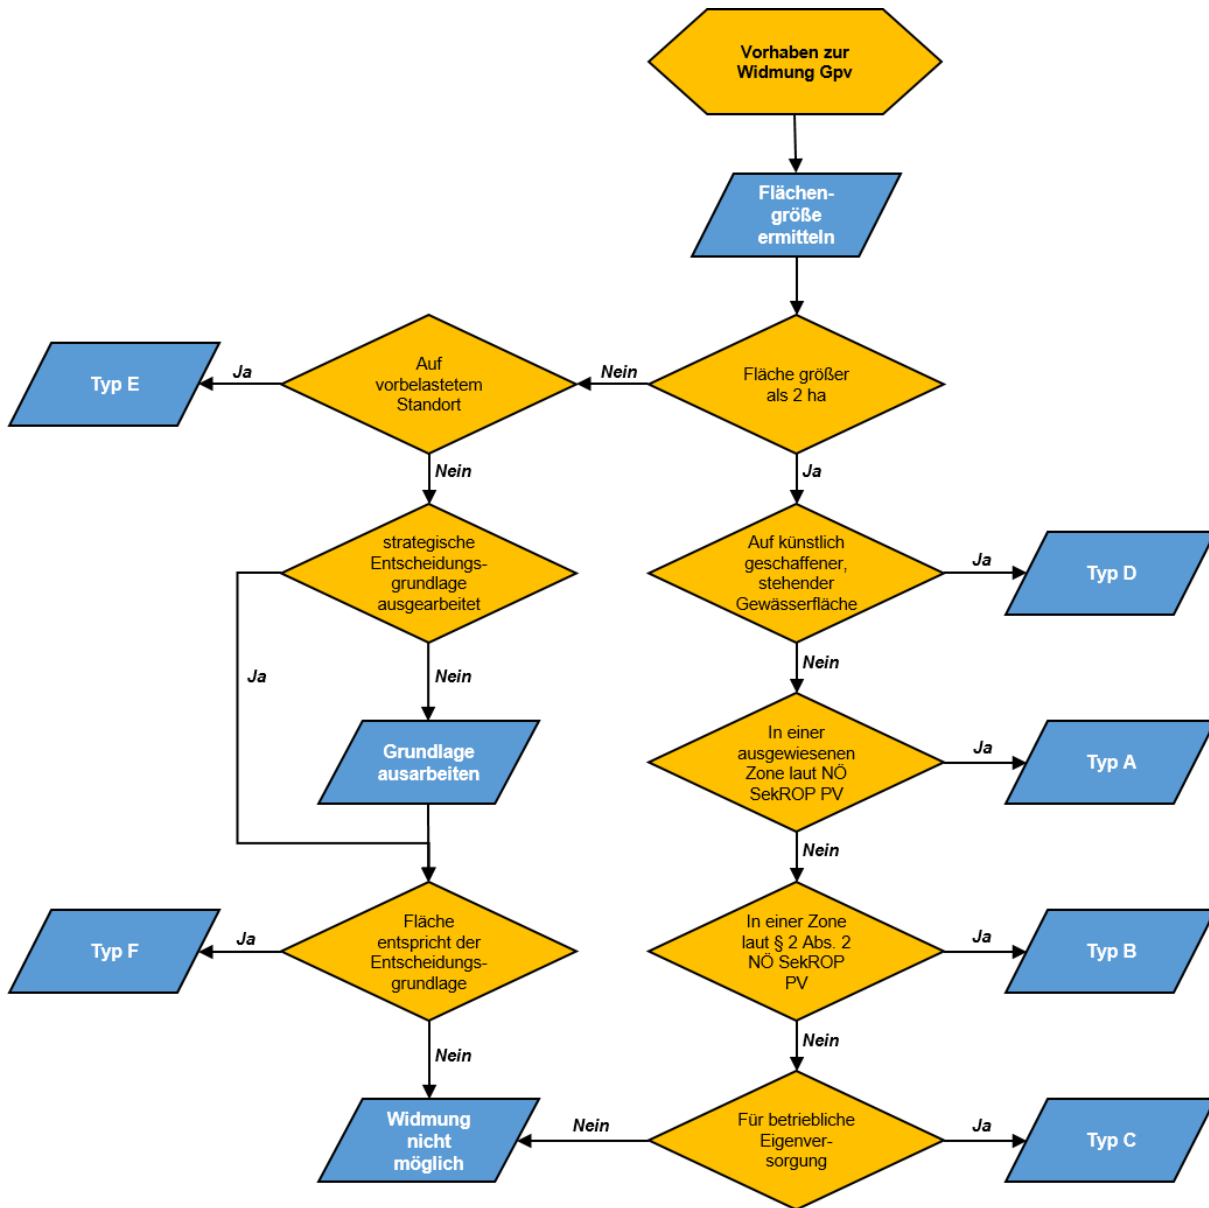 Vorhaben zur
Widmung Gpv
Flächen-
größe
ermitteln
Typ E
Ja
Auf
vorbelastetem
Standort
Nein
Fläche größer
als 2 ha
Nein
Ja
strategische
Entscheidungs-
grundlage
ausgearbeitet
Auf künstlich
geschaffener,
stehender
Gewässerfläche
Ja
Typ D
Ja
Nein
Nein
Grundlage
ausarbeiten
In einer
ausgewiesenen
Zone laut NÖ
SekROP PV
Ja
Typ A
Nein
Typ F
Ja
Fläche
entspricht der
Entscheidungs-
grundlage
In einer Zone
laut § 2 Abs. 2
NÖ SekROP
PV
Ja
Typ B
Nein
Nein
Widmung
nicht
möglich
Nein
Für betriebliche
Eigenver-
sorgung
Ja
Typ C